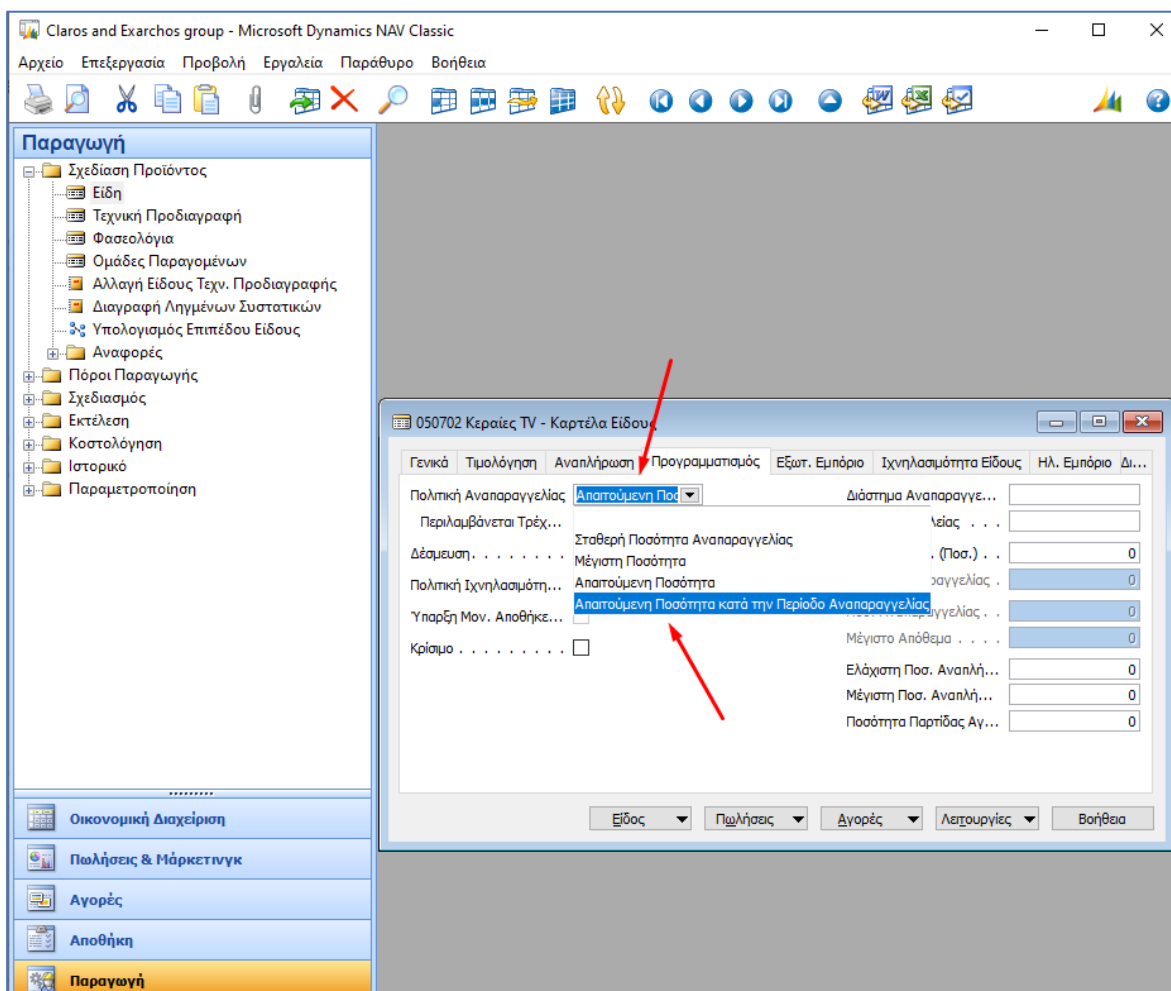 Claros and Exarchos group - Microsoft Dynamics NAV Classic
Αρχείο Επεξεργασία Προβολή Εργαλεία Παράθυρο Βοήθεια
Παραγωγή
Σχεδίαση Προϊόντος
Είδη
Τεχνική Προδιαγραφή
Φασεολόγια
Ομάδες Παραγομένων
Αλλαγή Είδους Τεχν. Προδιαγραφής
Διαγραφή Ληγμένων Συστατικών
Υπολογισμός Επιπέδου Είδους
Αναφορές
Πόροι Παραγωγής
Σχεδιασμός
Εκτέλεση
Κοστολόγηση
Ιστορικό
Παραμετροποίηση
Οικονομική Διαχείριση
Πωλήσεις & Μάρκετινγκ
Αγορές
Αποθήκη
Παραγωγή
050702 Κεραίες TV - Καρτέλα Είδους
Γενικά Τιμολόγηση Αναπλήρωση Προγραμματισμός Εξωτ. Εμπόριο Ιχνηλασιμότητα Είδους Ηλ. Εμπόριο Δι...
Πολιτική Αναπαραγγελίας Απαιτούμενη Ποσ Διάστημα Αναπαραγγε...
Περιλαμβάνεται Τρέχ... λείας . . .
Σταθερή Ποσότητα Αναπαραγγελίας
Δέσμευση. . . . . . . . Μέγιστη Ποσότητα . (Ποσ.) . . 0
Πολιτική Ιχνηλασιμότη... Απαιτούμενη Ποσότητα ραγγελίας . 0
Ύπαρξη Μον. Αποθήκε... Απαιτούμενη Ποσότητα κατά την Περίοδο Αναπαραγγελίας ραγγελίας . . 0
Κρίσιμο . . . . . . . . . Μέγιστο Απόθεμα . . . . 0
Ελάχιστη Ποσ. Αναπλή... 0
Μέγιστη Ποσ. Αναπλή... 0
Ποσότητα Παρτίδας Αγ... 0
Είδος Πωλήσεις Αγορές Λειτουργίες Βοήθεια